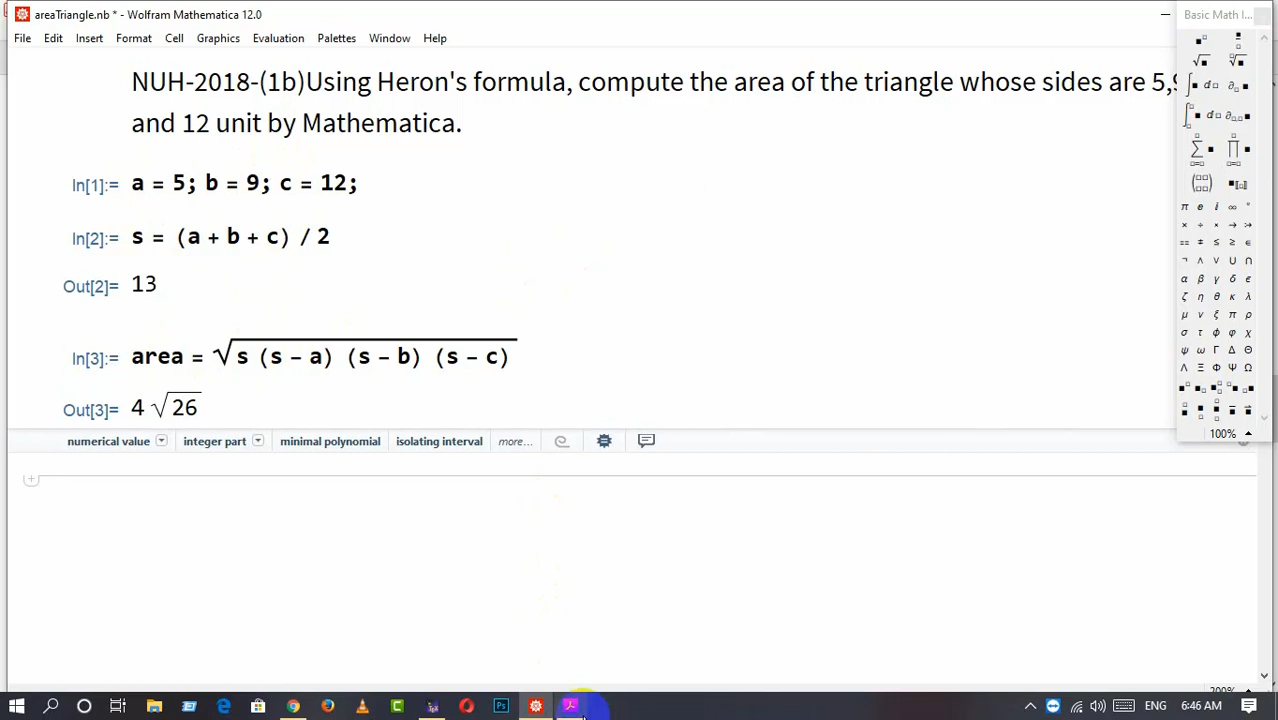 areaTriangle.nb * - Wolfram Mathematica 12.0
Basic Math I...
File Edit Insert Format Cell Graphics Evaluation Palettes Window Help
NUH-2018-(1b)Using Heron's formula, compute the area of the triangle whose sides are 5,9
and 12 unit by Mathematica.
In[1]:= a = 5; b = 9; c = 12;
In[2]:= s = (a + b + c) / 2
Out[2]= 13
In[3]:= area = √s (s - a) (s - b) (s - c)
Out[3]= 4 √26
numerical value integer part minimal polynomial isolating interval more...
π e i ∞ °
× ÷ × → :→
== ≠ ≤ ≥ ∈
¬ ∧ ∨ ∪ ∩
α β γ δ ε
ζ η θ κ λ
μ ν ξ π ρ
σ τ ϕ φ χ
ψ ω Γ Δ Θ
Λ Ξ Φ Ψ Ω
100%
200%
ENG 6:46 AM